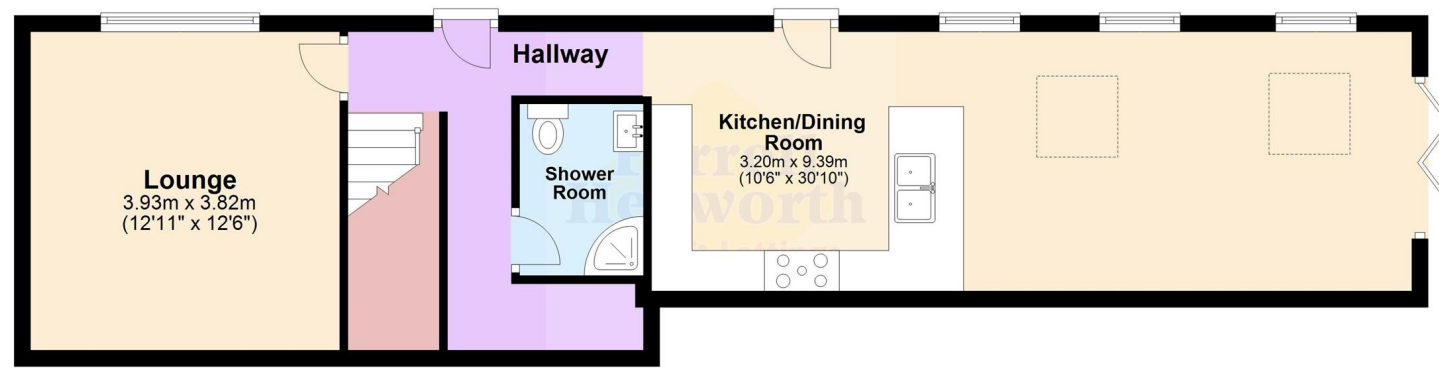 Hallway
Lounge
3.93m x 3.82m
(12'11" x 12'6")
Shower
Room
Kitchen/Dining
Room
3.20m x 9.39m
(10'6" x 30'10")